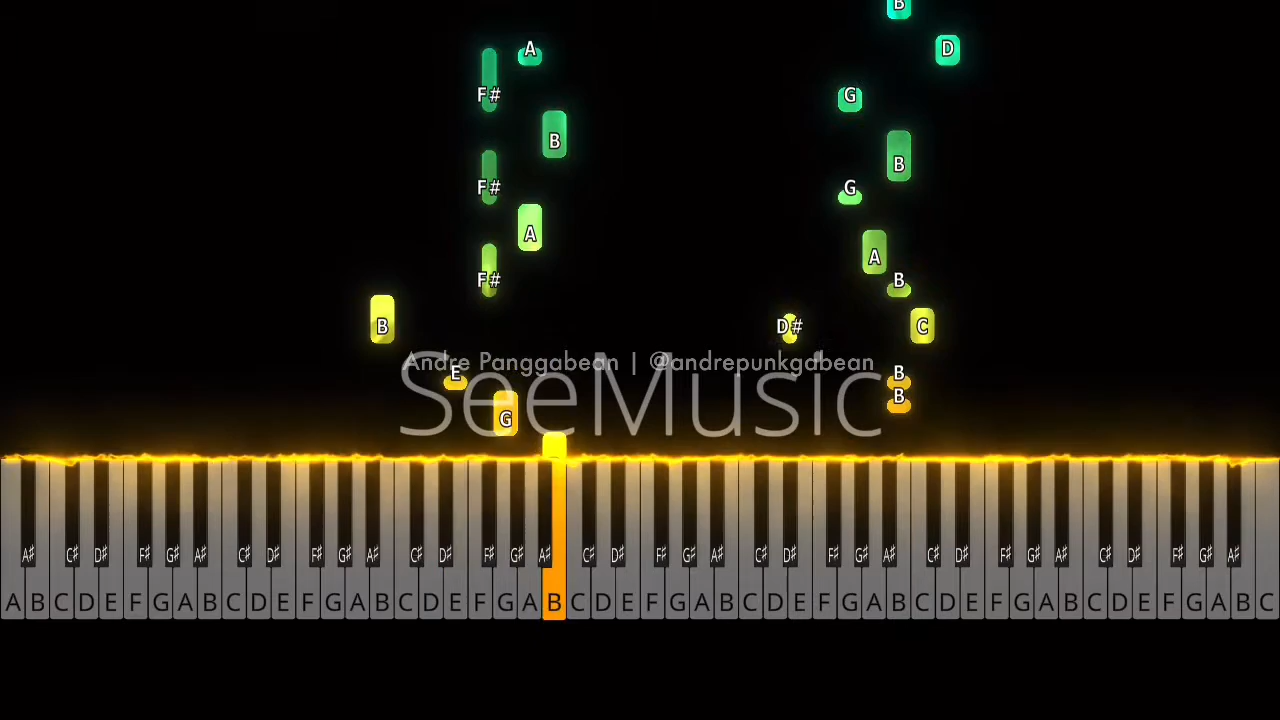 B
A D
F# G
B B
F# G
A A
F# B
B D# C
Andre Panggabean | @andrepunkgabean
SeeMusic
E B
B
G
A# C# D# F# G# A# C# D# F# G# A# C# D# F# G# A# C# D# F# G# A# C# D# F# G# A# C# D# F# G# A# C# D# F# G# A#
A B C D E F G A B C D E F G A B C D E F G A B C D E F G A B C D E F G A B C D E F G A B C D E F G A B C